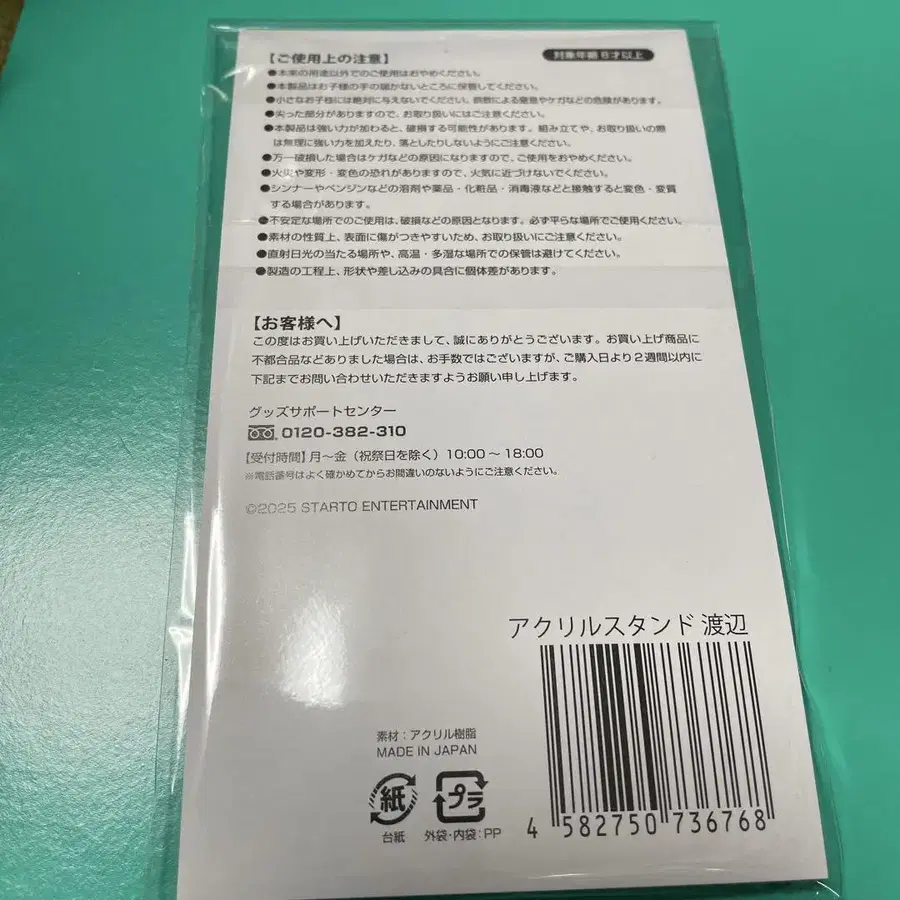 【ご使用上の注意】
対象年齢 6才以上
●本来の用途以外でのご使用はおやめください。
●本製品はお子様の手の届かないところに保管してください。
●小さなお子様には絶対に与えないでください。誤飲による窒息やケガなどの危険があります。
●尖った部分がありますので、お取り扱いにはご注意ください。
●本製品は強い力が加わると、破損する可能性があります。組み立てや、お取り扱いの際
は無理に強い力を加えたり、落としたりしないようにご注意ください。
●万一破損した場合はケガなどの原因になりますので、ご使用をおやめください。
●火災や変形・変色の恐れがありますので、火気に近づけないでください。
●シンナーやベンジンなどの溶剤や薬品・化粧品・消毒液などと接触すると変色・変質
する場合があります。
●不安定な場所でのご使用は、破損などの原因となります。必ず平らな場所でご使用ください。
●素材の性質上、表面に傷がつきやすいため、お取り扱いにご注意ください。
●直射日光の当たる場所や、高温・多湿な場所での保管は避けてください。
●製造の工程上、形状や差し込みの具合に個体差があります。
【お客様へ】
この度はお買い上げいただきまして、誠にありがとうございます。お買い上げ商品に
不都合品などありました場合は、お手数ではございますが、ご購入日より2週間以内に
下記までお問い合わせいただきますようお願い申し上げます。
グッズサポートセンター
0120-382-310
【受付時間】月〜金（祝祭日を除く）10:00〜18:00
※電話番号はよく確かめてからお間違いのないようにご注意ください。
©2025 STARTO ENTERTAINMENT
アクリルスタンド 渡辺
素材：アクリル樹脂
MADE IN JAPAN
紙
プラ
台紙
外袋・内袋：PP
4 582750 736768